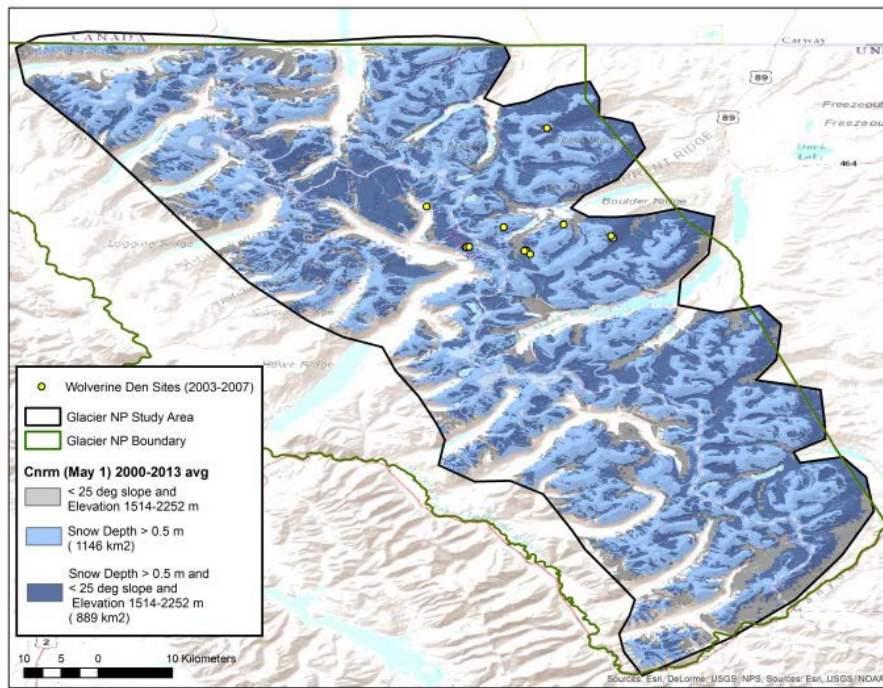 CANADA
Carway
UN
89
89
Freezeout
Freezeout
Duck
Lake
464
Boulder Ridge
Logging Ridge
Howe Ridge
Wolverine Den Sites (2003-2007)
Glacier NP Study Area
Glacier NP Boundary
Cnrm (May 1) 2000-2013 avg
< 25 deg slope and
Elevation 1514-2252 m
Snow Depth > 0.5 m
( 1146 km2)
Snow Depth > 0.5 m and
< 25 deg slope and
Elevation 1514-2252 m
( 889 km2)
2
10 5 0 10 Kilometers
Sources: Esri, DeLorme, USGS, NPS, Sources: Esri, USGS, NOAA